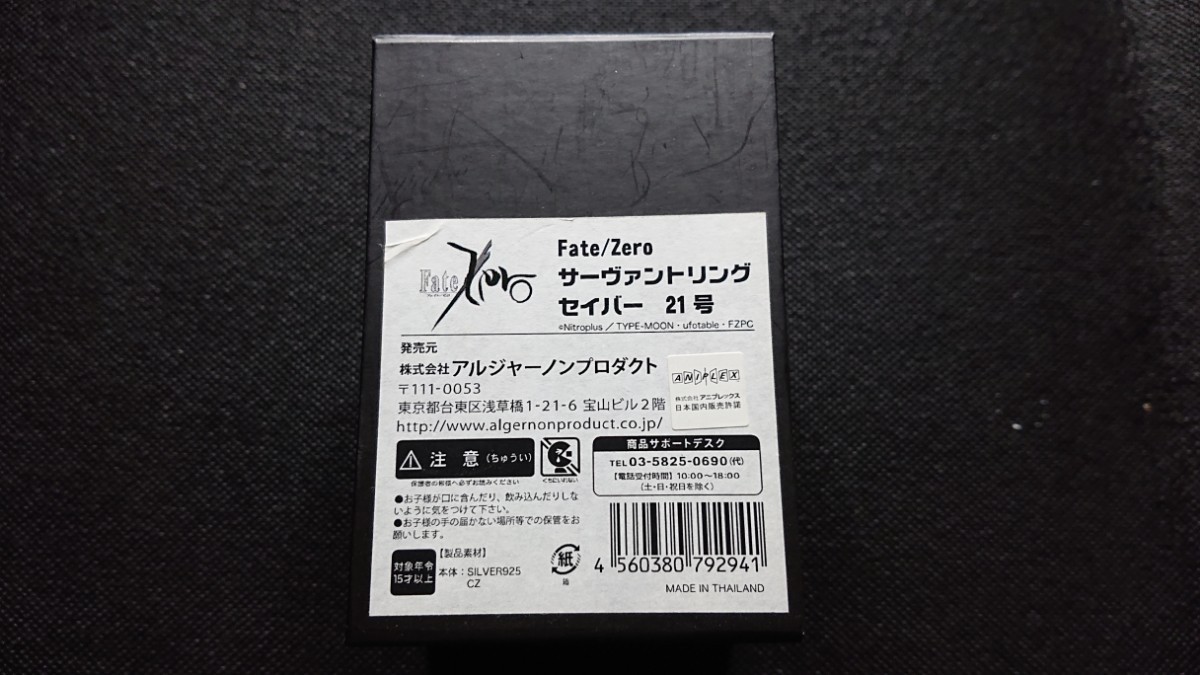 Fate/Zero
Fate/Zero
サーヴァントリング
セイバー 21号
©Nitroplus / TYPE-MOON・ufotable・FZPC
発売元
株式会社アルジャーノンプロダクト
〒111-0053
東京都台東区浅草橋1-21-6 宝山ビル2階
http://www.algernonproduct.co.jp/
ANIPLEX
株式会社アニプレックス
日本国内販売許諾
注意(ちゅうい)
保護者の皆様へ必ずお読みください
くちにいれない
●お子様が口に含んだり、飲み込んだりしな
いように気をつけて下さい。
●お子様の手の届かない場所等での保管をお
願いします。
商品サポートデスク
TEL 03-5825-0690(代)
【電話受付時間】10:00〜18:00
(土・日・祝日を除く)
対象年令
15才以上
【製品素材】
本体:SILVER925
CZ
紙
箱
4 560380 792941
MADE IN THAILAND